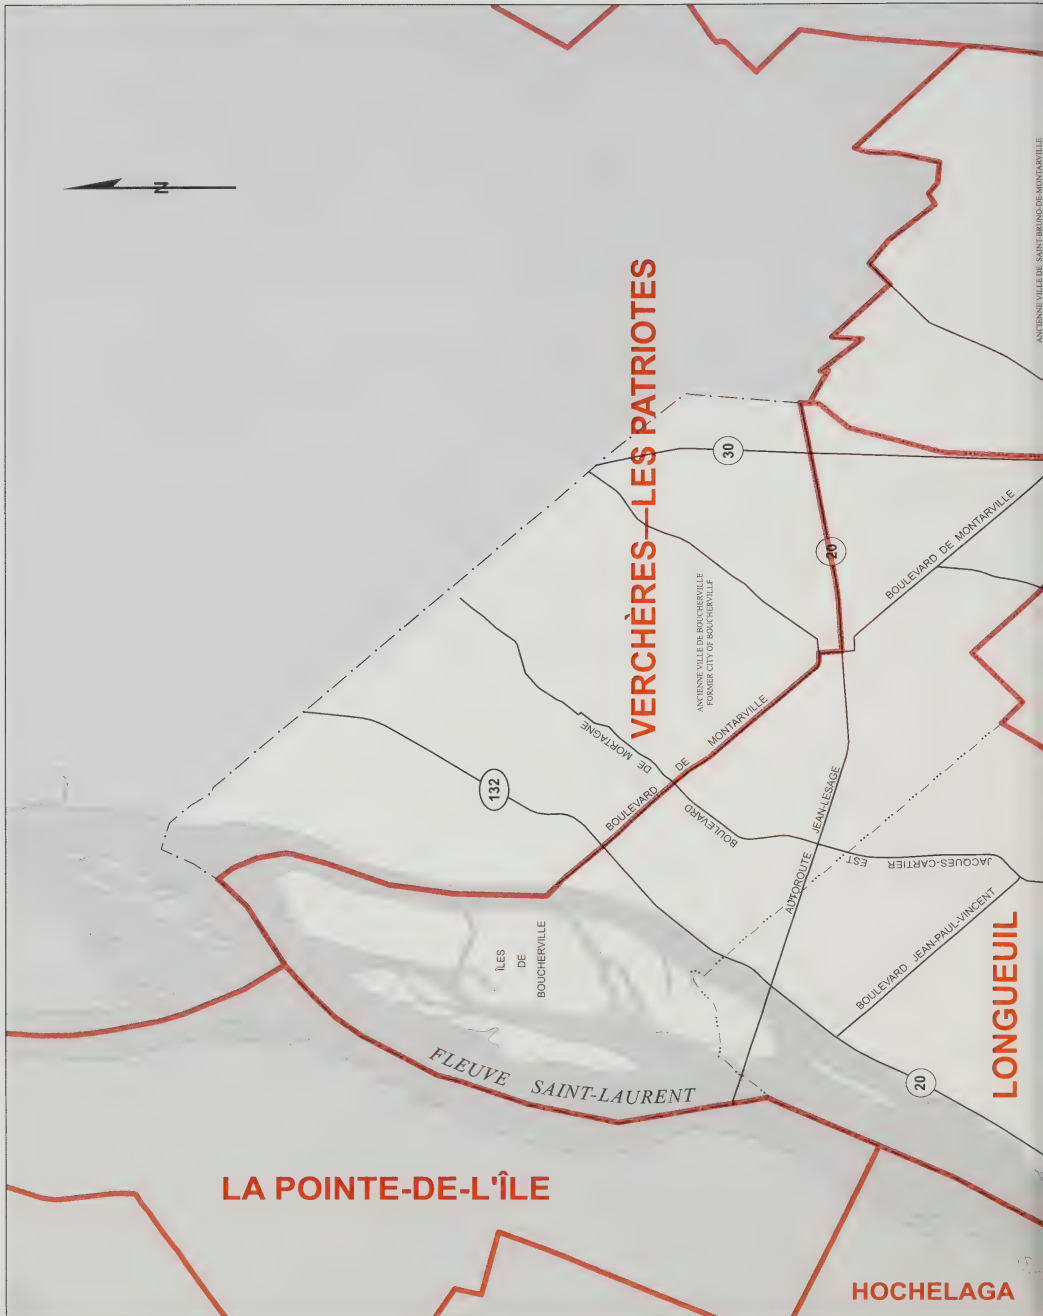 N
VERCHÈRES—LES PATRIOTES
ANCIENNE VILLE DE SAINT-BRUNO-DE-MONTARVILLE
30
20
BOULEVARD DE MONTARVILLE
ANCIENNE VILLE DE BOUCHERVILLE
FORMER CITY OF BOUCHERVILLE
132
BOULEVARD DE MONTARVILLE
BOULEVARD DE MORTAGNE
AUTOROUTE JEAN-LESAGE
JACQUES-CARTIER EST
BOULEVARD JEAN-PAUL-VINCENT
ÎLES
DE
BOUCHERVILLE
FLEUVE SAINT-LAURENT
LONGUEUIL
20
LA POINTE-DE-L'ÎLE
HOCHELAGA